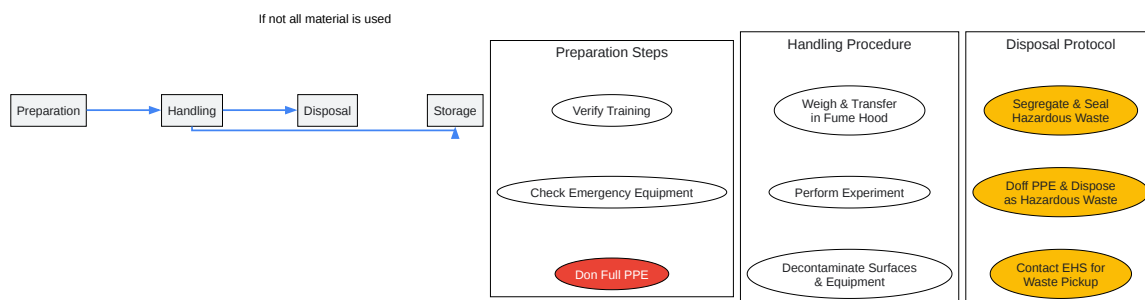 If not all material is used
Preparation
Handling
Disposal
Storage
Preparation Steps
Verify Training
Check Emergency Equipment
Don Full PPE
Handling Procedure
Weigh & Transfer
in Fume Hood
Perform Experiment
Decontaminate Surfaces
& Equipment
Disposal Protocol
Segregate & Seal
Hazardous Waste
Doff PPE & Dispose
as Hazardous Waste
Contact EHS for
Waste Pickup